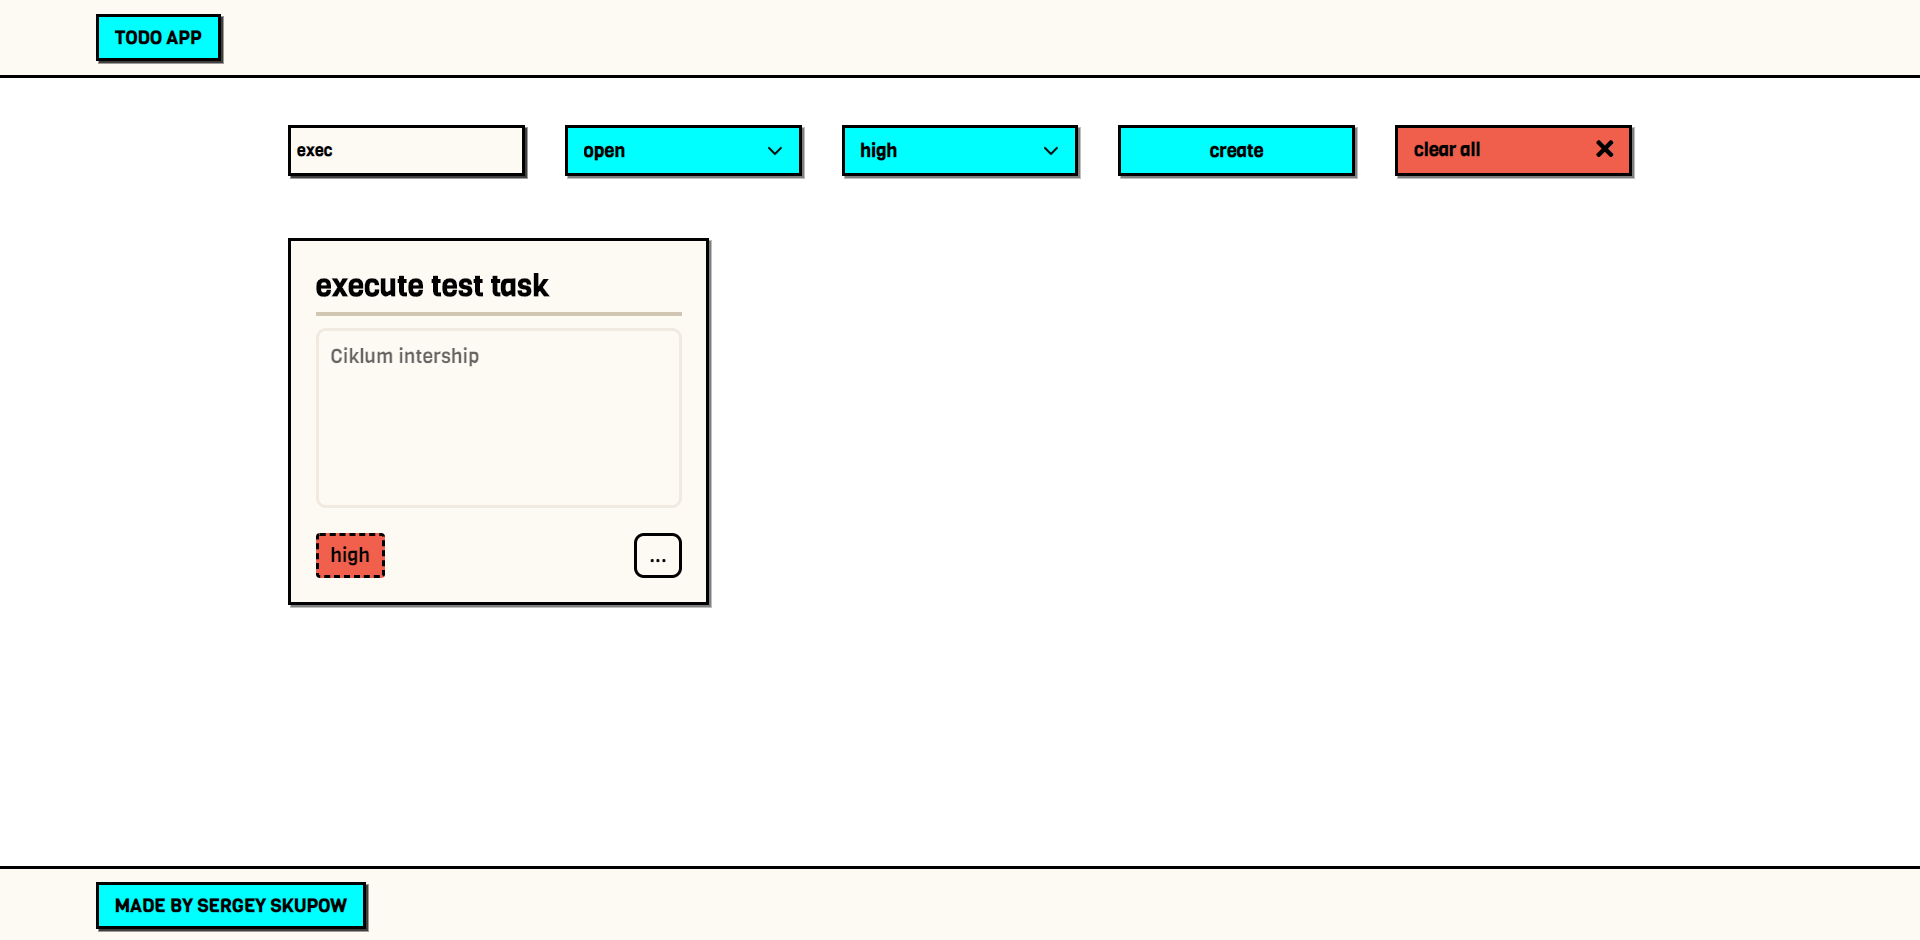 TODO APP
exec
open
high
create
clear all
execute test task
Ciklum intership
high
...
MADE BY SERGEY SKUPOW